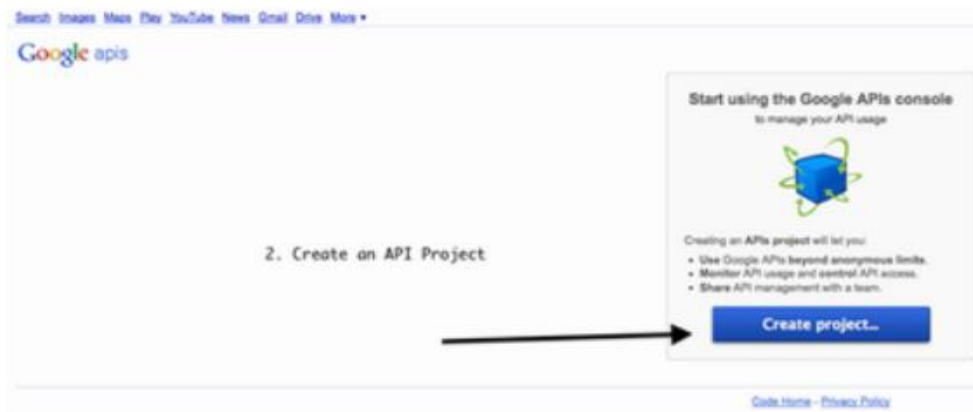 Search Images Maps Play YouTube News Gmail Drive More ▾
Google apis
Start using the Google APIs console
to manage your API usage
2. Create an API Project
Creating an APIs project will let you:
• Use Google APIs beyond anonymous limits.
• Monitor API usage and control API access.
• Share API management with a team.
Create project...
Code Home - Privacy Policy